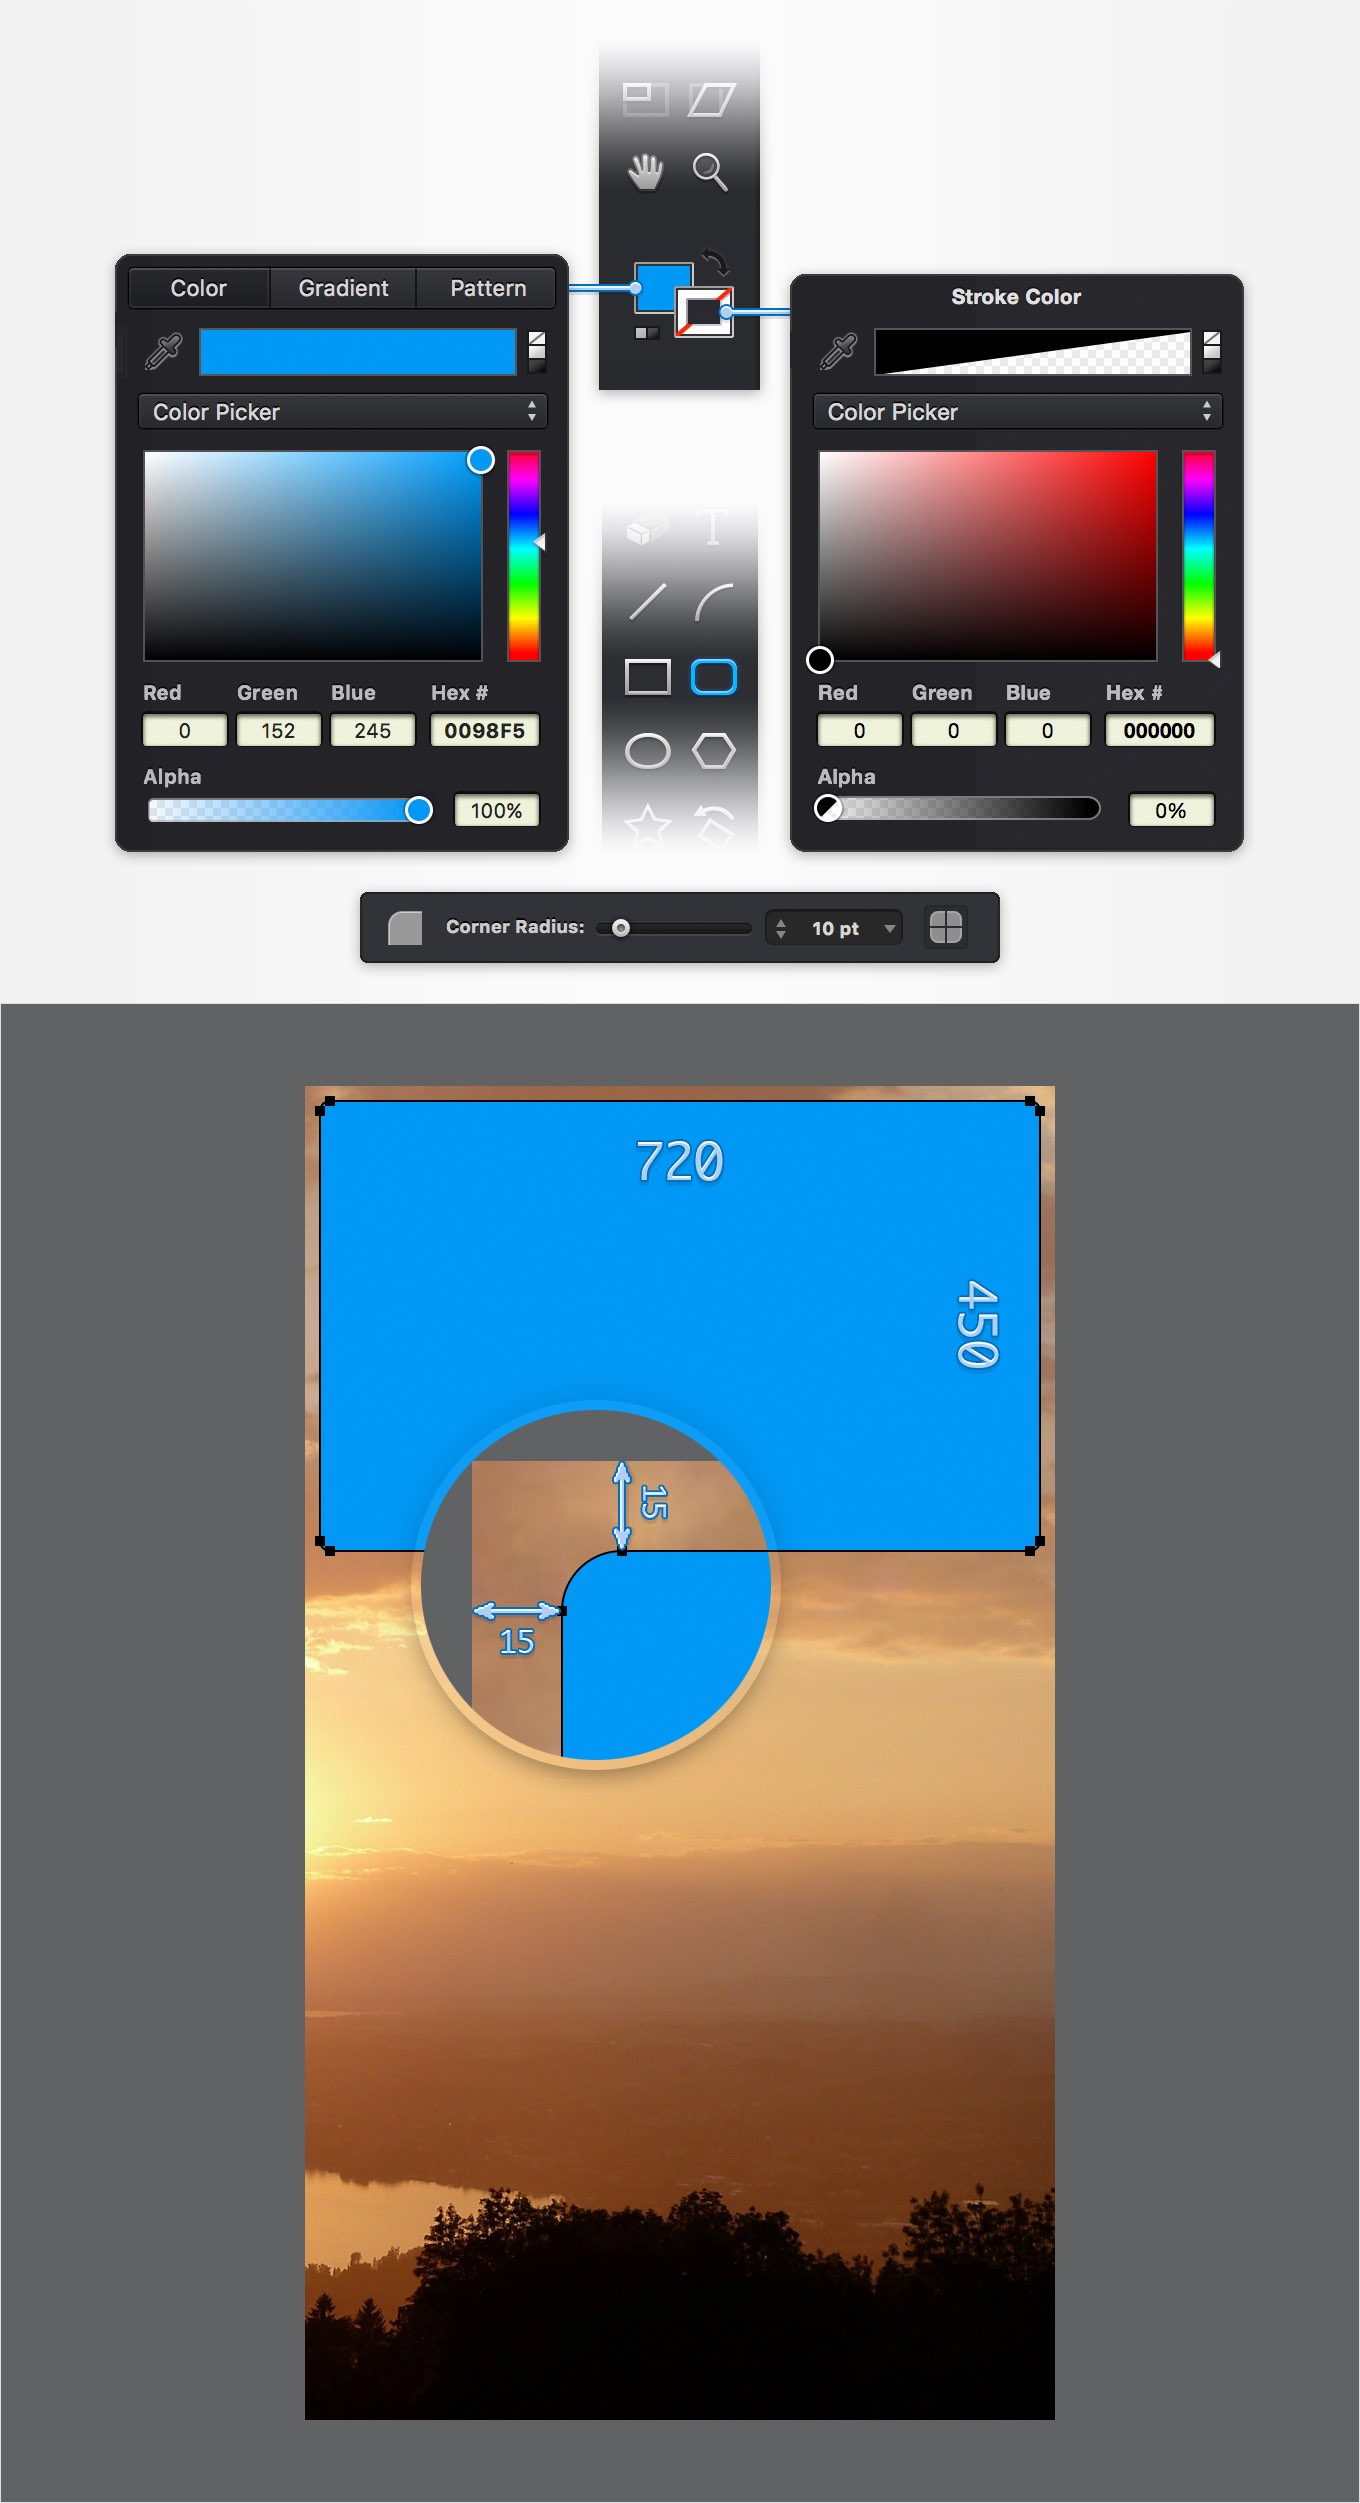 Color Gradient Pattern
Color Picker
Red Green Blue Hex #
0 152 245 0098F5
Alpha
100%
T
Stroke Color
Color Picker
Red Green Blue Hex #
0 0 0 000000
Alpha
0%
Corner Radius: 10 pt
720
450
15
15